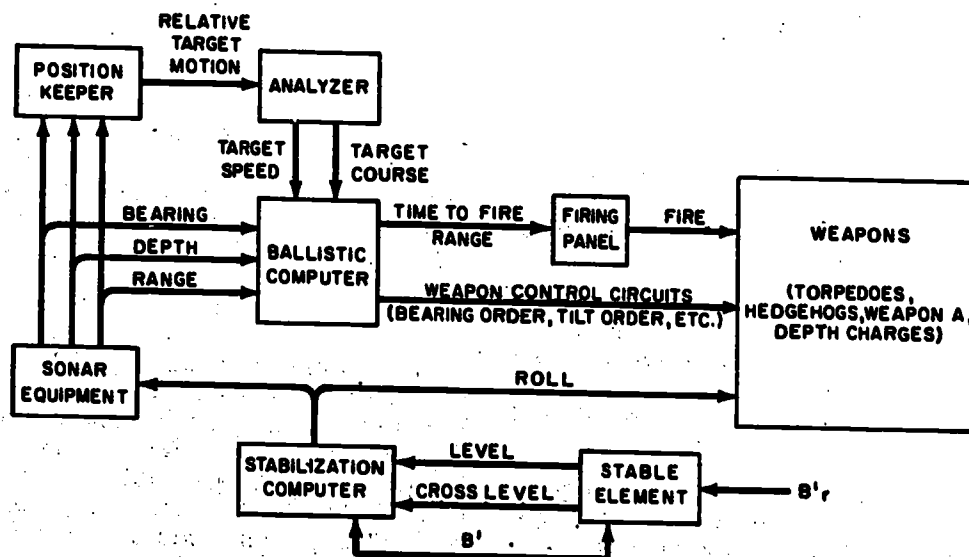 RELATIVE
TARGET
MOTION
POSITION
KEEPER
ANALYZER
TARGET
SPEED
TARGET
COURSE
BEARING
DEPTH
RANGE
BALLISTIC
COMPUTER
TIME TO FIRE
RANGE
FIRING
PANEL
FIRE
WEAPONS
(TORPEDOES,
HEDGEHOGS, WEAPON A,
DEPTH CHARGES)
WEAPON CONTROL CIRCUITS
(BEARING ORDER, TILT ORDER, ETC.)
SONAR
EQUIPMENT
ROLL
STABILIZATION
COMPUTER
LEVEL
CROSS LEVEL
STABLE
ELEMENT
B'r
B'